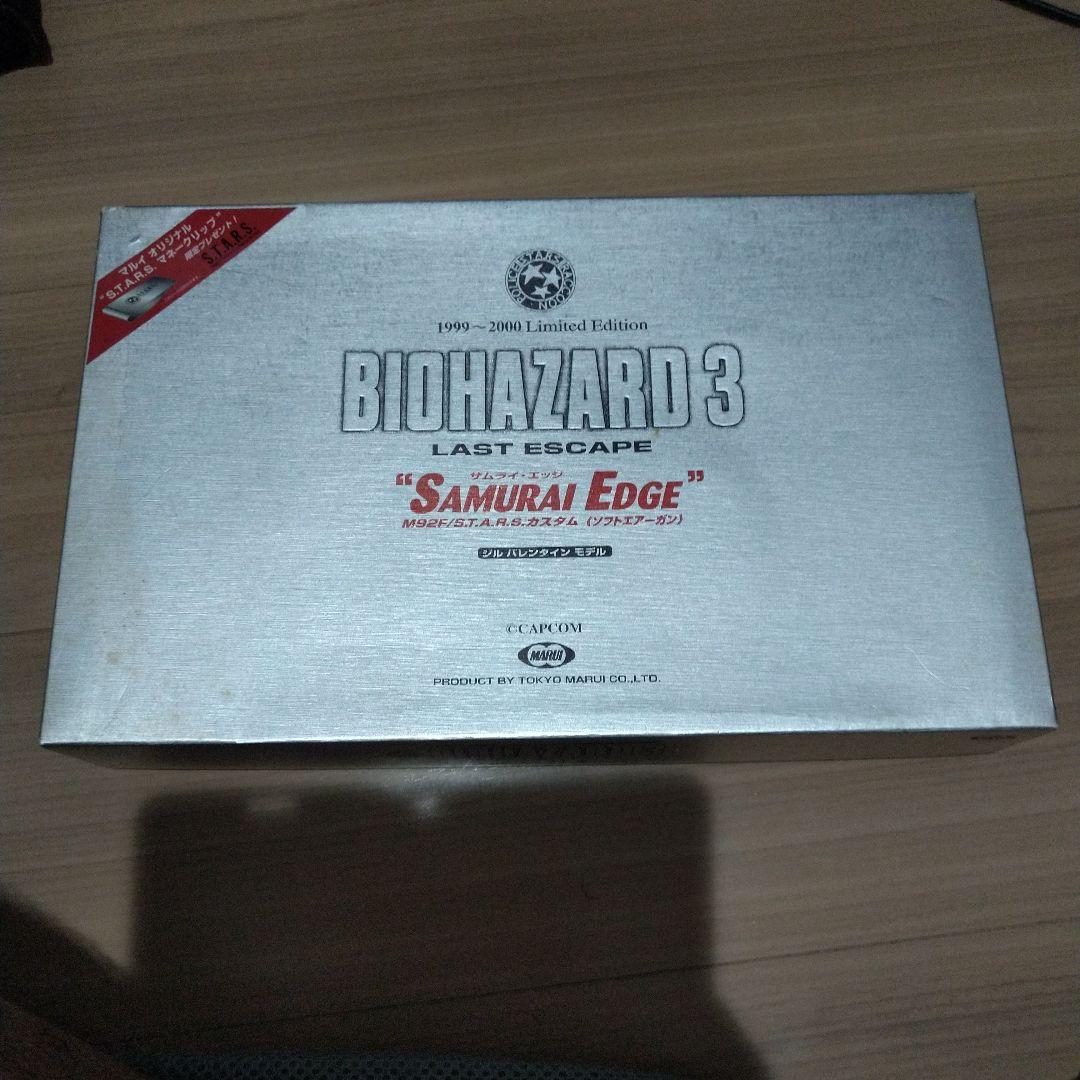 マルイ オリジナル
"S.T.A.R.S. マネークリップ"
限定プレゼント!
S.T.A.R.S.
POLICE S.T.A.R.S. RACCOON
1999~2000 Limited Edition
BIOHAZARD 3
LAST ESCAPE
サムライ・エッジ
“SAMURAI EDGE”
M92F/S.T.A.R.S.カスタム (ソフトエアーガン)
ジル バレンタイン モデル
©CAPCOM
MARUI
PRODUCT BY TOKYO MARUI CO.,LTD.